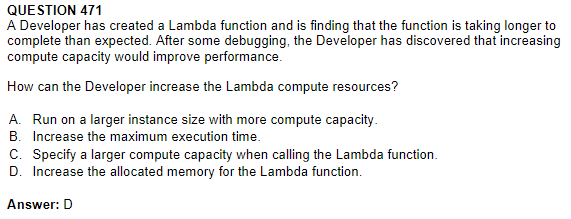 QUESTION 471
A Developer has created a Lambda function and is finding that the function is taking longer to
complete than expected. After some debugging, the Developer has discovered that increasing
compute capacity would improve performance.
How can the Developer increase the Lambda compute resources?
A. Run on a larger instance size with more compute capacity.
B. Increase the maximum execution time.
C. Specify a larger compute capacity when calling the Lambda function.
D. Increase the allocated memory for the Lambda function.
Answer: D